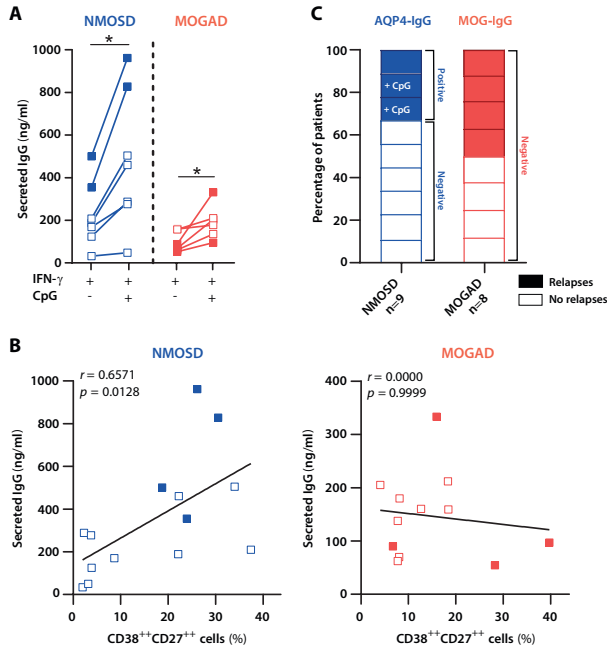 A
NMOSD
MOGAD
*
*
Secreted IgG (ng/ml)
1000
800
600
400
200
0
IFN-γ + + + +
CpG - + - +
C
AQP4-IgG
MOG-IgG
Percentage of patients
100
80
60
40
20
0
+ CpG
+ CpG
Positive
Negative
Negative
NMOSD
n=9
MOGAD
n=8
Relapses
No relapses
B
NMOSD
r = 0.6571
p = 0.0128
Secreted IgG (ng/ml)
1000
800
600
400
200
0
0 10 20 30 40
CD38++CD27++ cells (%)
MOGAD
r = 0.0000
p = 0.9999
Secreted IgG (ng/ml)
400
300
200
100
0
0 10 20 30 40
CD38++CD27++ cells (%)